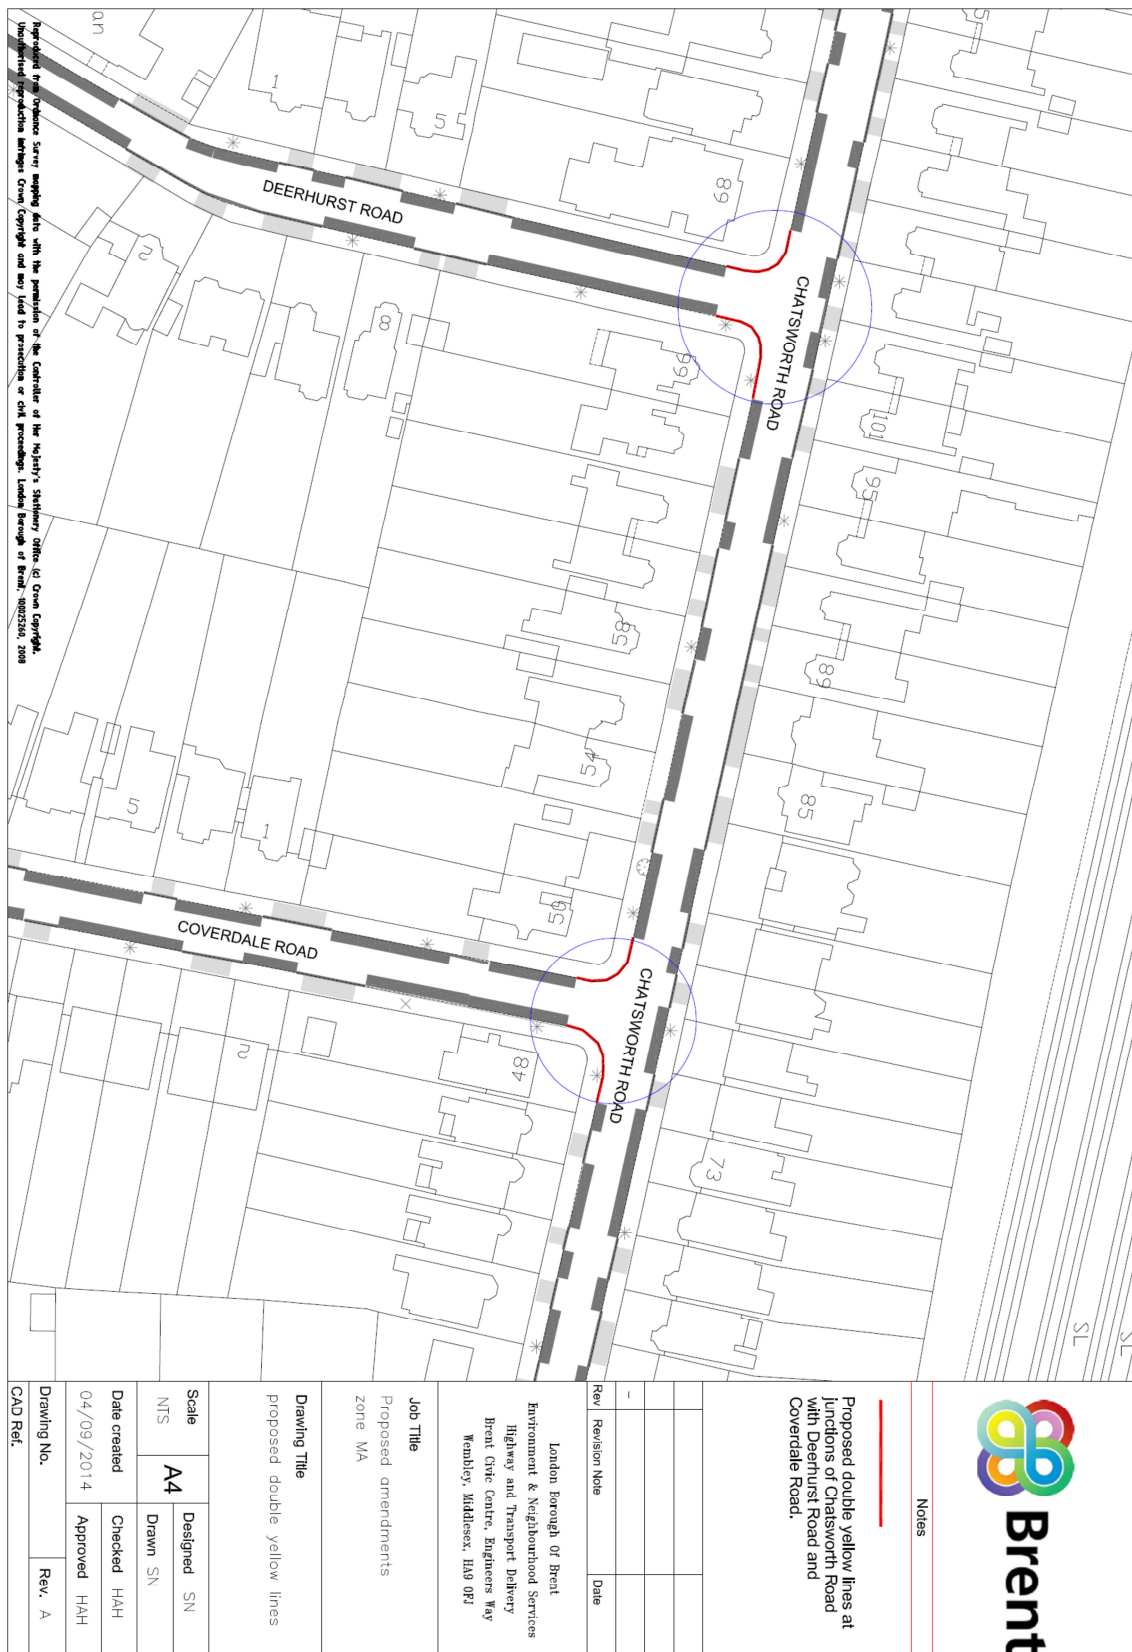 Brent
Notes
Proposed double yellow lines at
junctions of Chatsworth Road
with Deerhurst Road and
Coverdale Road.
Rev
Revision Note
Date
-
London Borough Of Brent
Environment & Neighbourhood Services
Highway and Transport Delivery
Brent Civic Centre, Engineers Way
Wembley, Middlesex, HA9 0FJ
Job Title
Proposed amendments
zone MA
Drawing Title
proposed double yellow lines
Scale
NTS
A4
Designed SN
Drawn SN
Date created
04/09/2014
Checked HAH
Approved HAH
Drawing No.
Rev. A
CAD Ref.
DEERHURST ROAD
CHATSWORTH ROAD
COVERDALE ROAD
CHATSWORTH ROAD
1
5
89
2
8
66
101
95
58
89
54
85
5
1
50
2
48
73
SL
SL
Reproduced from Ordnance Survey mapping data with the permission of the Controller of Her Majesty's Stationery Office (c) Crown Copyright.
Unauthorised reproduction infringes Crown Copyright and may lead to prosecution or civil proceedings. London Borough of Brent, 100025260, 2008